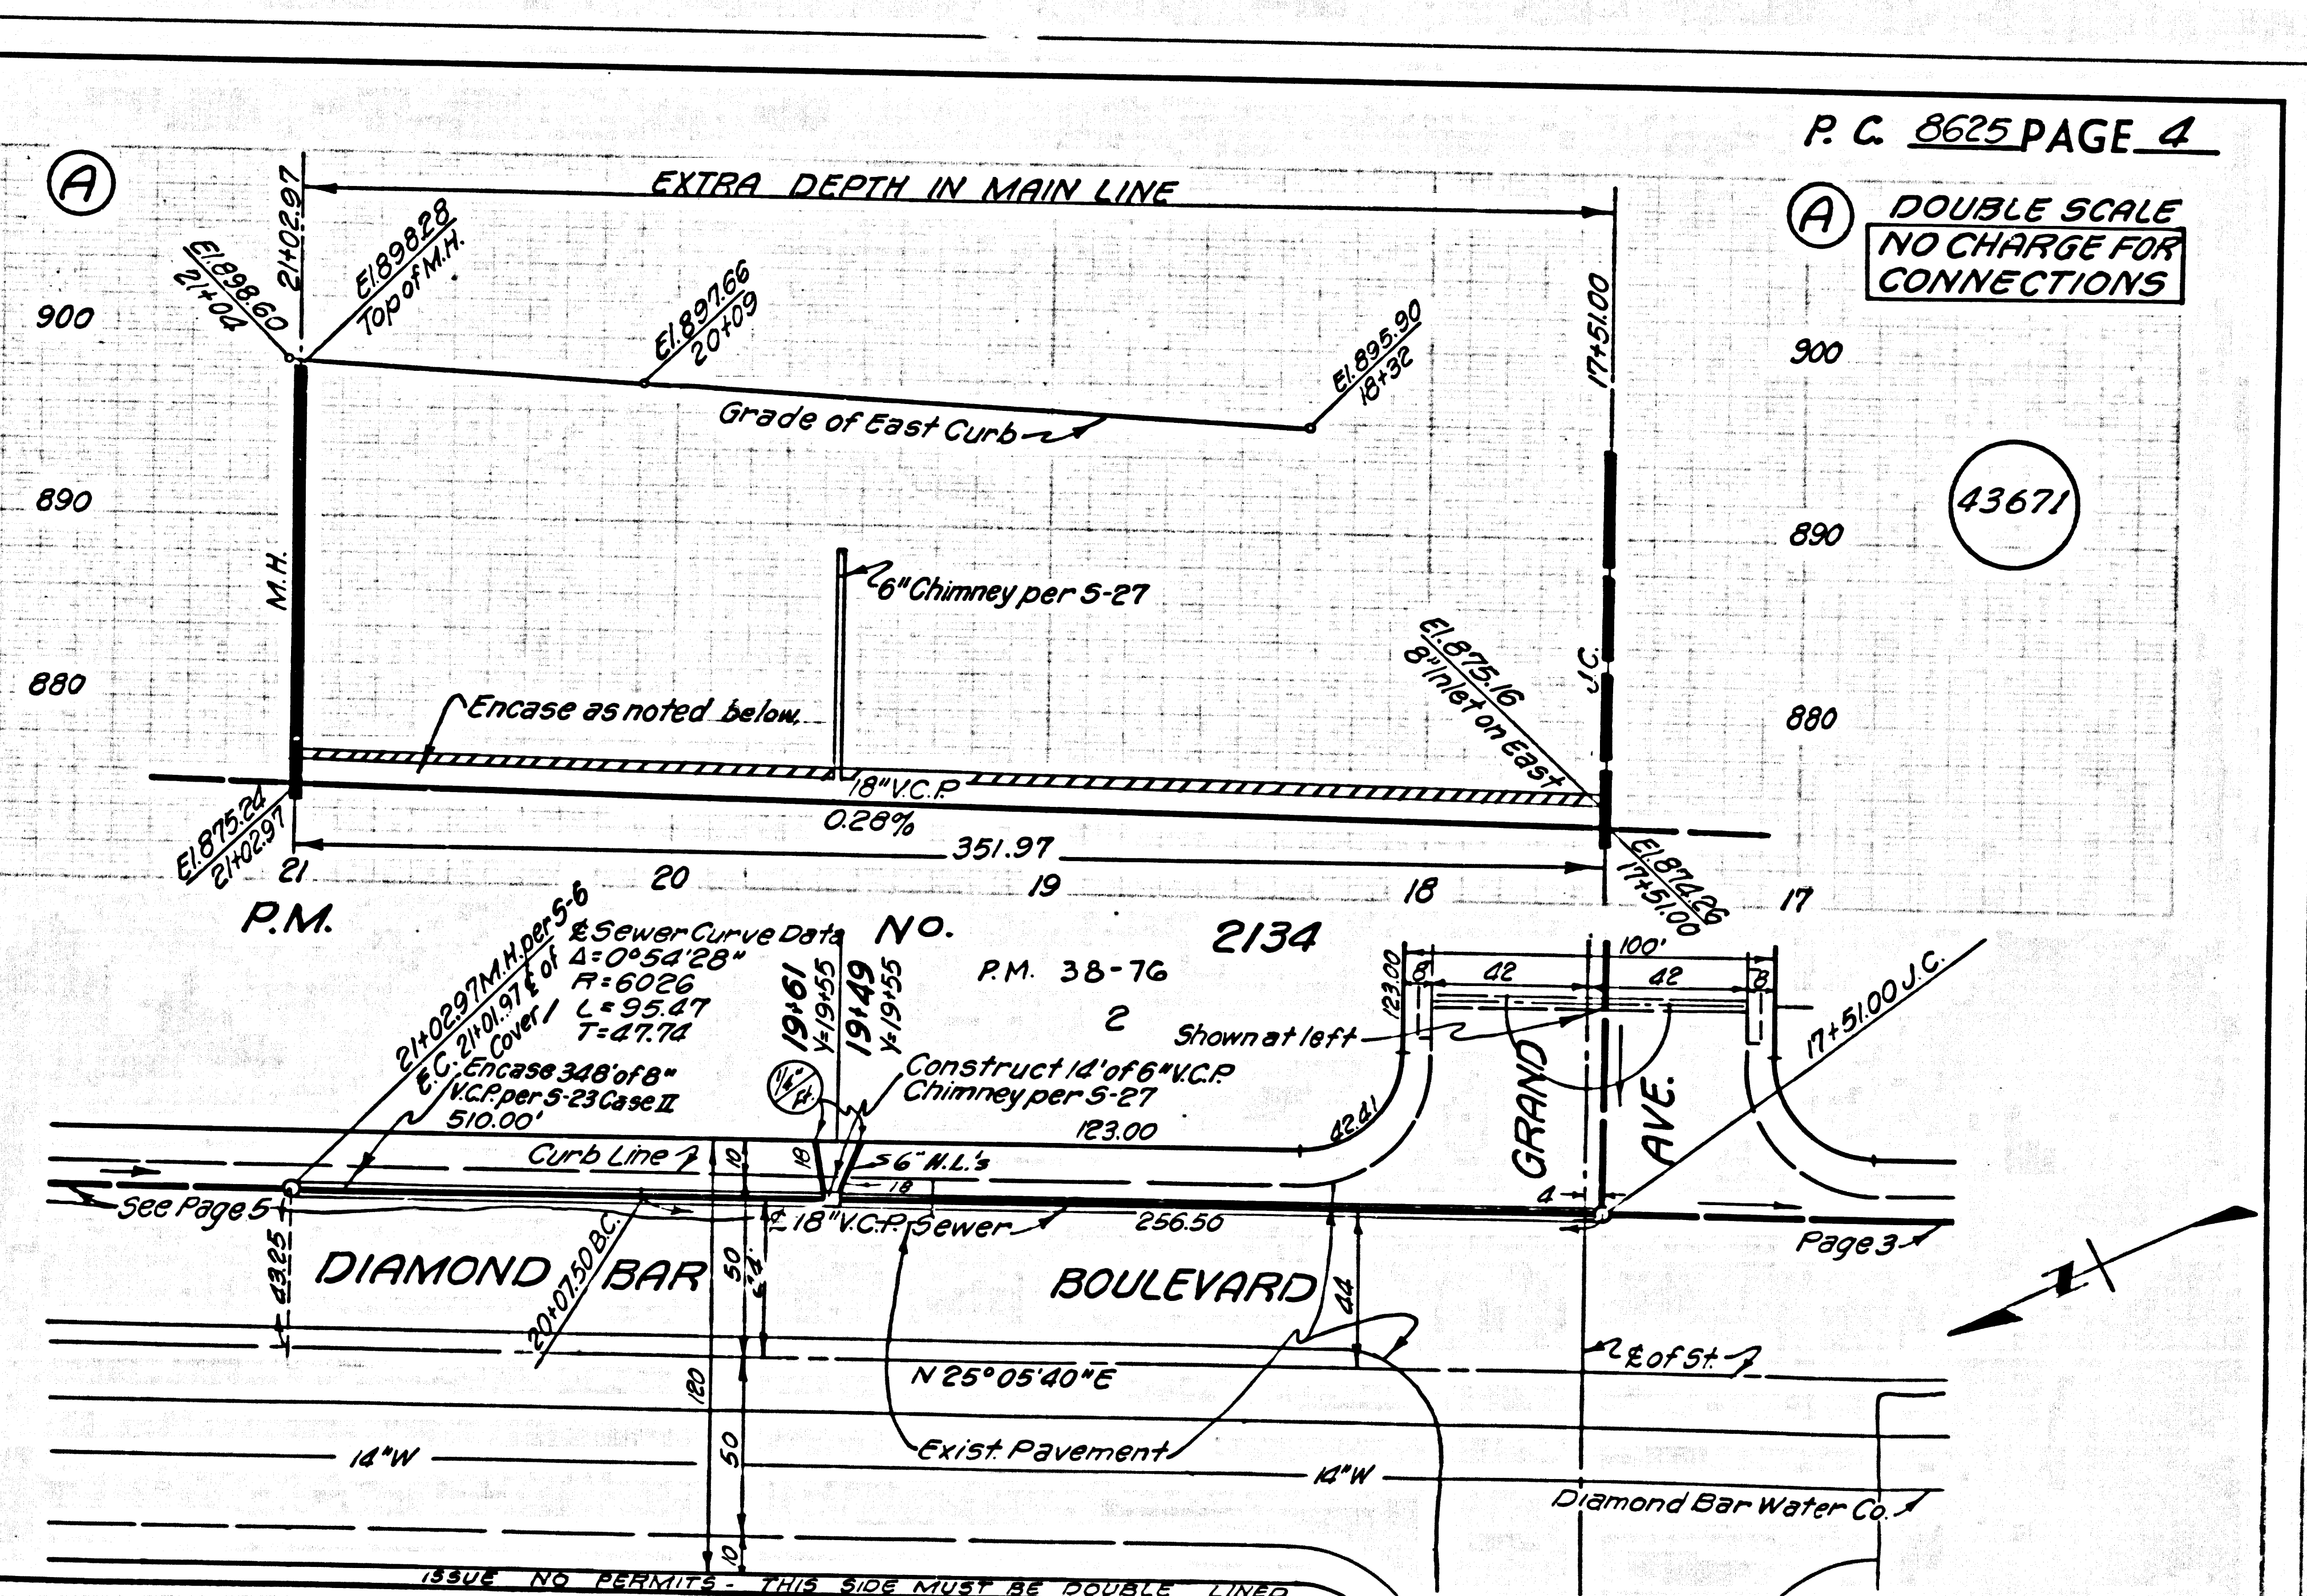 P. C. 8625 PAGE 4
A
EXTRA DEPTH IN MAIN LINE
A
DOUBLE SCALE
NO CHARGE FOR
CONNECTIONS
21+02.97
El.898.60
21+04
El.898.28
Top of M.H.
El.897.66
20+09
El.895.90
18+32
17+51.00
900
900
Grade of East Curb
890
890
43671
M.H.
6" Chimney per S-27
J.C.
El.875.16
8" Inlet on East
880
880
Encase as noted below.
18" V.C.P.
0.28%
El.875.24
21+02.97
351.97
El.874.26
17+51.00
21
20
19
18
17
P.M.
No.
2134
P.M. 38-76
2
21+02.97 M.H. per S-6
E.C. 21+01.97 ℄ of
Cover 1
℄ Sewer Curve Data
Δ=0°54'28"
R=6026
L=95.47
T=47.74
19+61
Y=19+55
19+49
Y=19+55
Encase 348' of 8"
V.C.P. per S-23 Case II
510.00'
1/4"
ft.
Construct 14' of 6" V.C.P.
Chimney per S-27
123.00
Shown at left
123.00
100'
8
42
42
8
42.41
GRAND
AVE.
17+51.00 J.C.
Curb Line
10
18
6" H.L.'s
18
4
See Page 5
℄ 18" V.C.P. Sewer
256.50
Page 3
43.25
DIAMOND BAR BOULEVARD
20+07.50 B.C.
50
44
N
120
N 25°05'40"E
℄ of St.
50
Exist. Pavement
14"W
14"W
Diamond Bar Water Co.
10
ISSUE NO PERMITS - THIS SIDE MUST BE DOUBLE LINED